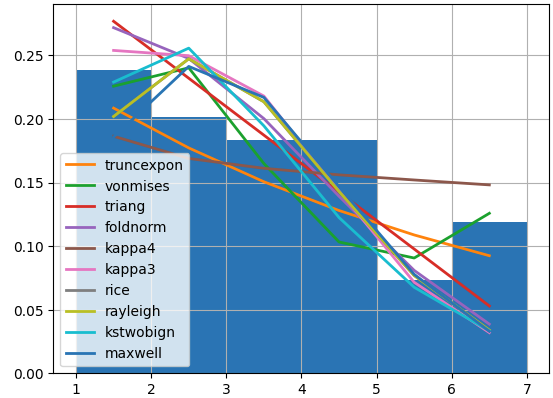 0.25
0.20
0.15
0.10
0.05
0.00
truncexpon
vonmises
triang
foldnorm
kappa4
kappa3
rice
rayleigh
kstwobign
maxwell
1 2 3 4 5 6 7